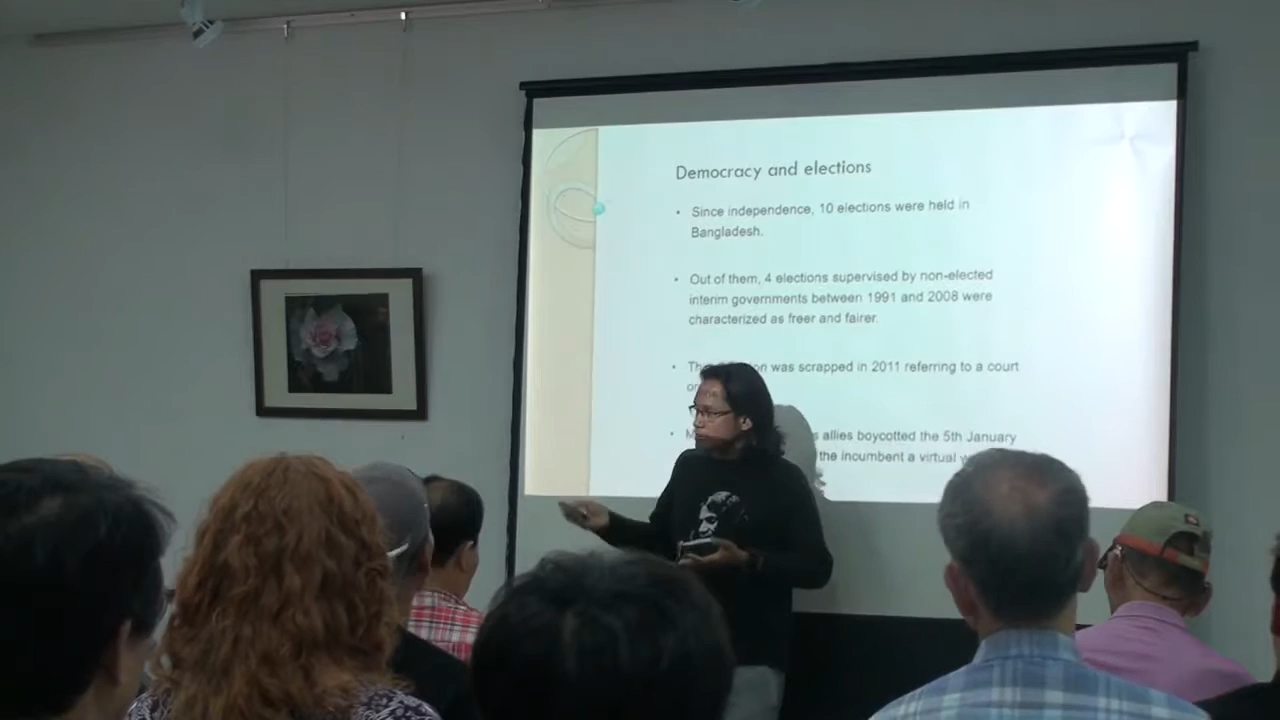 Democracy and elections
• Since independence, 10 elections were held in
Bangladesh.
• Out of them, 4 elections supervised by non-elected
interim governments between 1991 and 2008 were
characterized as freer and fairer.
• was scrapped in 2011 referring to a court
• allies boycotted the 5th January
the incumbent a virtual